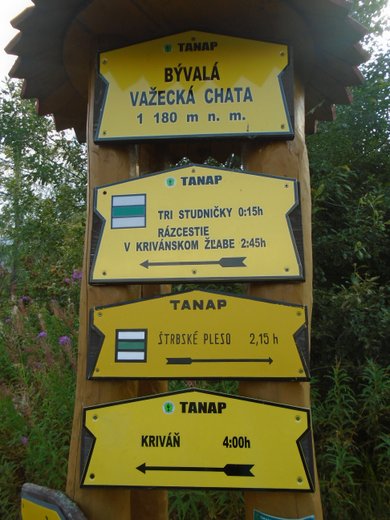 TANAP
BÝVALÁ
VAŽECKÁ CHATA
1 180 m n. m.
TANAP
TRI STUDNIČKY 0:15h
RÁZCESTIE
V KRIVÁNSKOM ŽĽABE 2:45h
TANAP
ŠTRBSKÉ PLESO 2,15 h
TANAP
KRIVÁŇ 4:00h